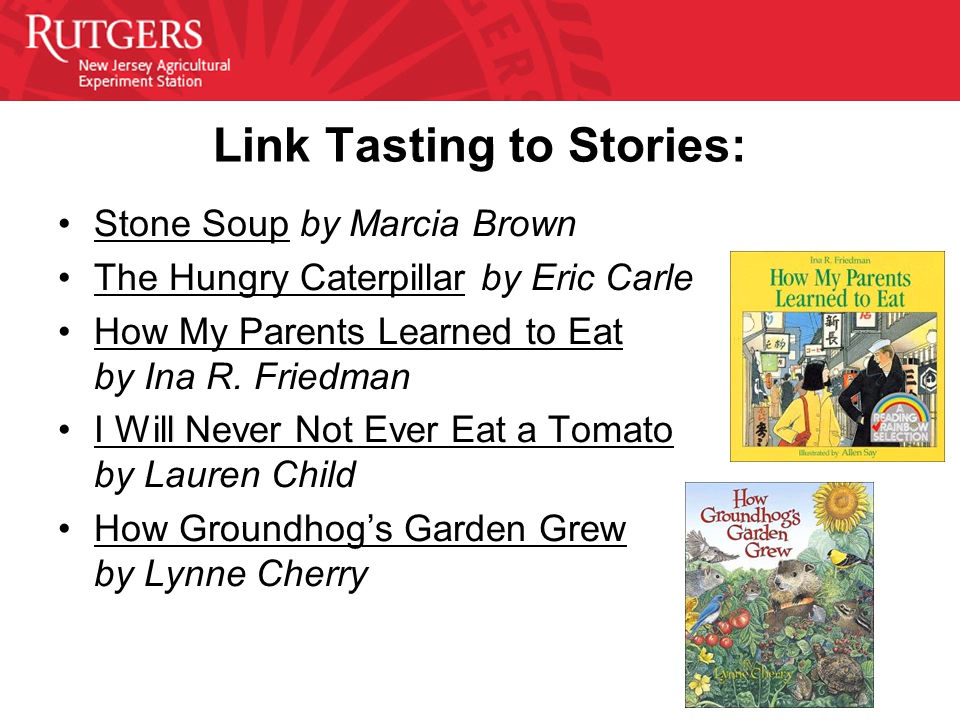 RUTGERS
New Jersey Agricultural
Experiment Station
Link Tasting to Stories:
• Stone Soup by Marcia Brown
• The Hungry Caterpillar by Eric Carle
• How My Parents Learned to Eat
by Ina R. Friedman
• I Will Never Not Ever Eat a Tomato
by Lauren Child
• How Groundhog’s Garden Grew
by Lynne Cherry
Ina R. Friedman
How My Parents
Learned to Eat
新長
A
READING
RAINBOW
SELECTION
Illustrated by Allen Say
How
Groundhog's
Garden
Grew
by
Lynne Cherry